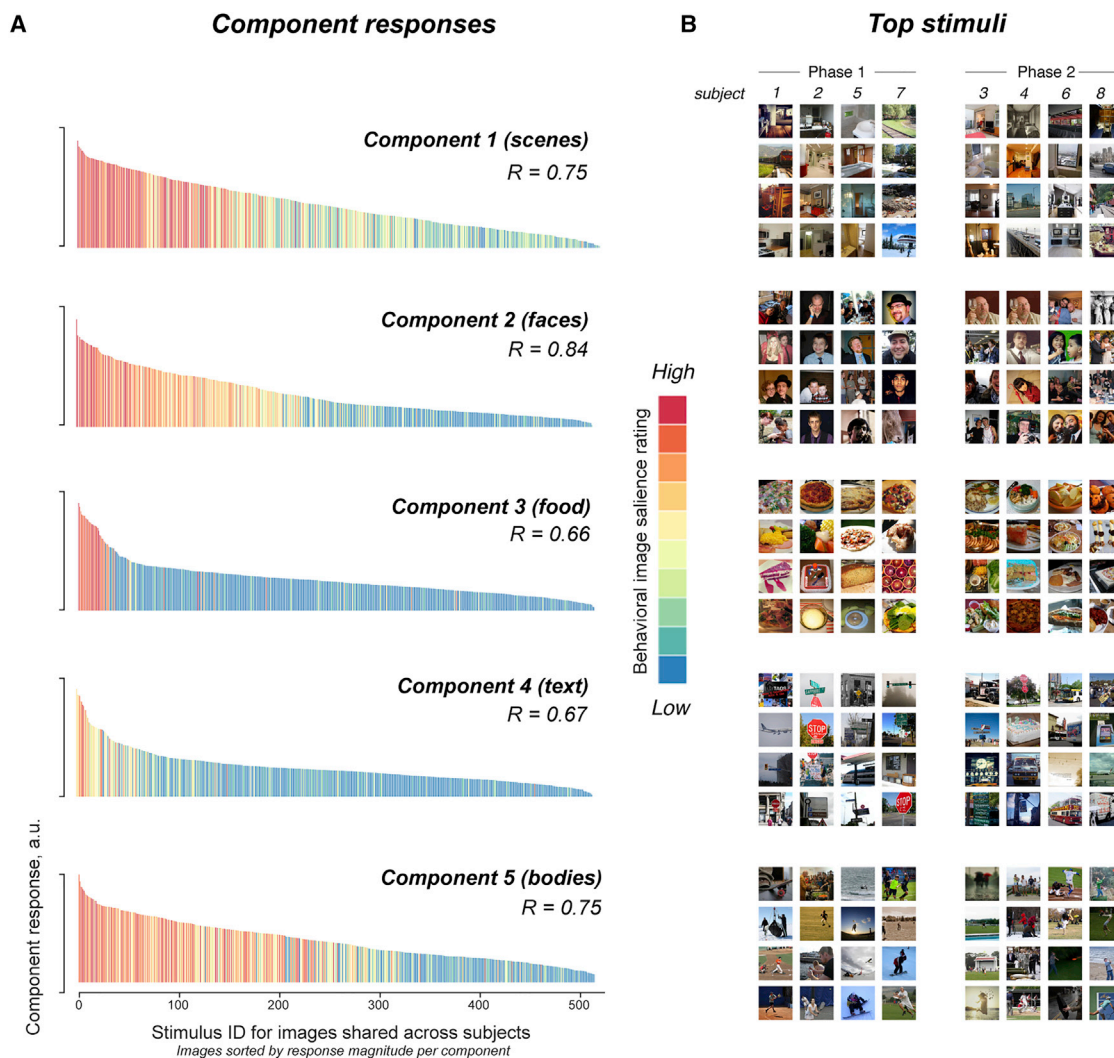 A
Component responses
Component 1 (scenes)
R = 0.75
Component 2 (faces)
R = 0.84
Component 3 (food)
R = 0.66
Component 4 (text)
R = 0.67
Component 5 (bodies)
R = 0.75
Component response, a.u.
0 100 200 300 400 500
Stimulus ID for images shared across subjects
Images sorted by response magnitude per component
High
Behavioral image salience rating
Low
B
Top stimuli
Phase 1 Phase 2
subject 1 2 5 7 3 4 6 8
STOP
STOP